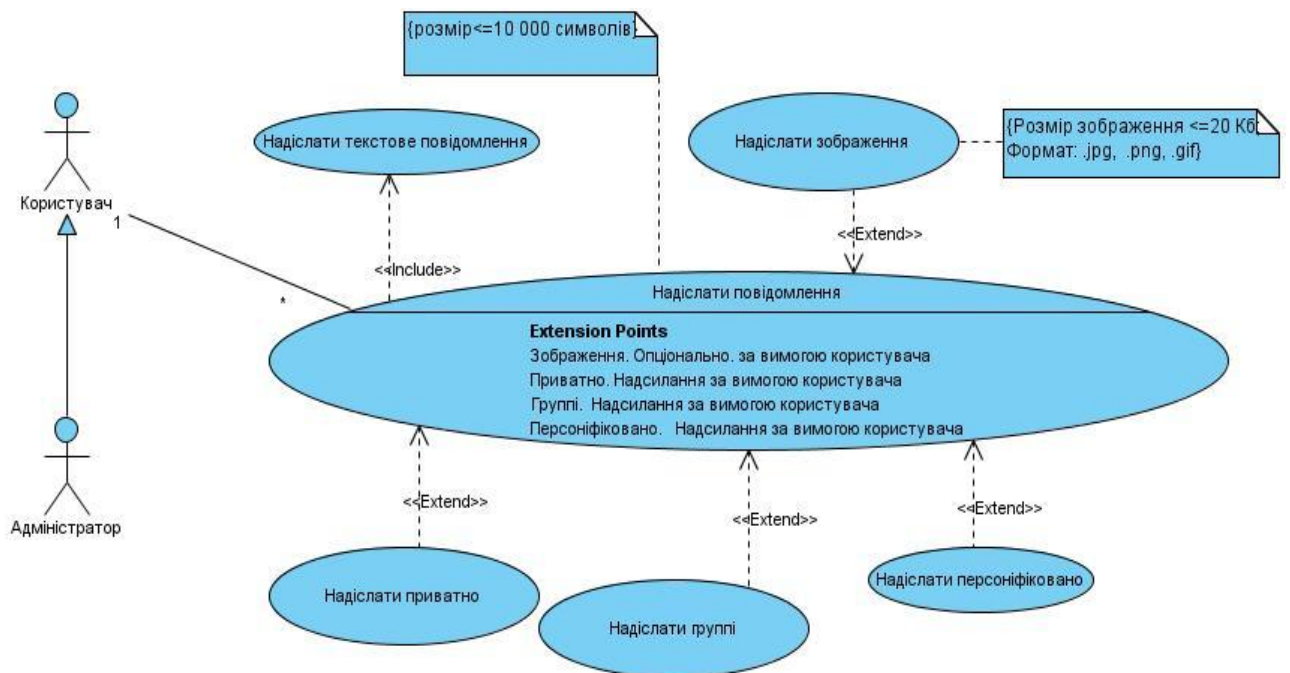 {розмір<=10 000 символів}
Надіслати текстове повідомлення
Надіслати зображення
{Розмір зображення <=20 Кб;
Формат: .jpg, .png, .gif}
Користувач
1
<<Extend>>
<<Include>>
*
Надіслати повідомлення
Extension Points
Зображення. Опціонально. за вимогою користувача
Приватно. Надсилання за вимогою користувача
Группі. Надсилання за вимогою користувача
Персоніфіковано. Надсилання за вимогою користувача
Адміністратор
<<Extend>>
<<Extend>>
<<Extend>>
Надіслати приватно
Надіслати группі
Надіслати персоніфіковано